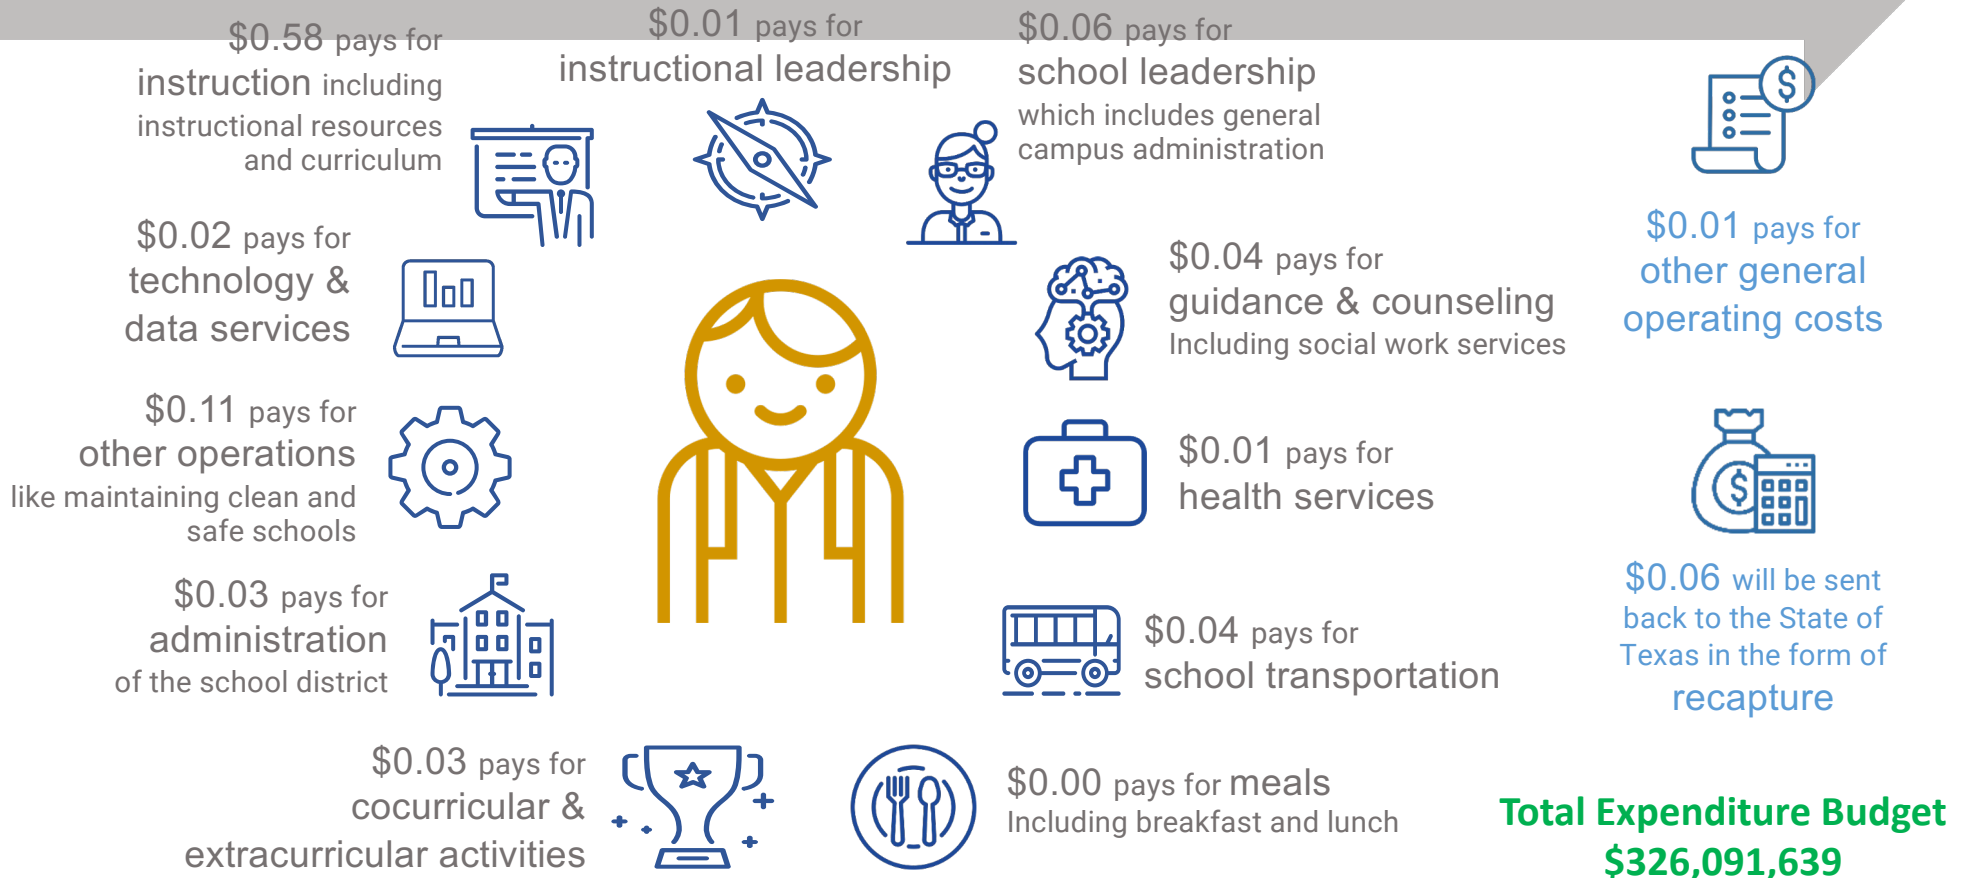 $0.58 pays for
instruction including
instructional resources
and curriculum
$0.01 pays for
instructional leadership
$0.06 pays for
school leadership
which includes general
campus administration
$0.02 pays for
technology &
data services
$0.04 pays for
guidance & counseling
Including social work services
$0.01 pays for
other general
operating costs
$0.11 pays for
other operations
like maintaining clean and
safe schools
$0.01 pays for
health services
$0.03 pays for
administration
of the school district
$0.04 pays for
school transportation
$0.06 will be sent
back to the State of
Texas in the form of
recapture
$0.03 pays for
cocurricular &
extracurricular activities
$0.00 pays for meals
Including breakfast and lunch
Total Expenditure Budget
$326,091,639